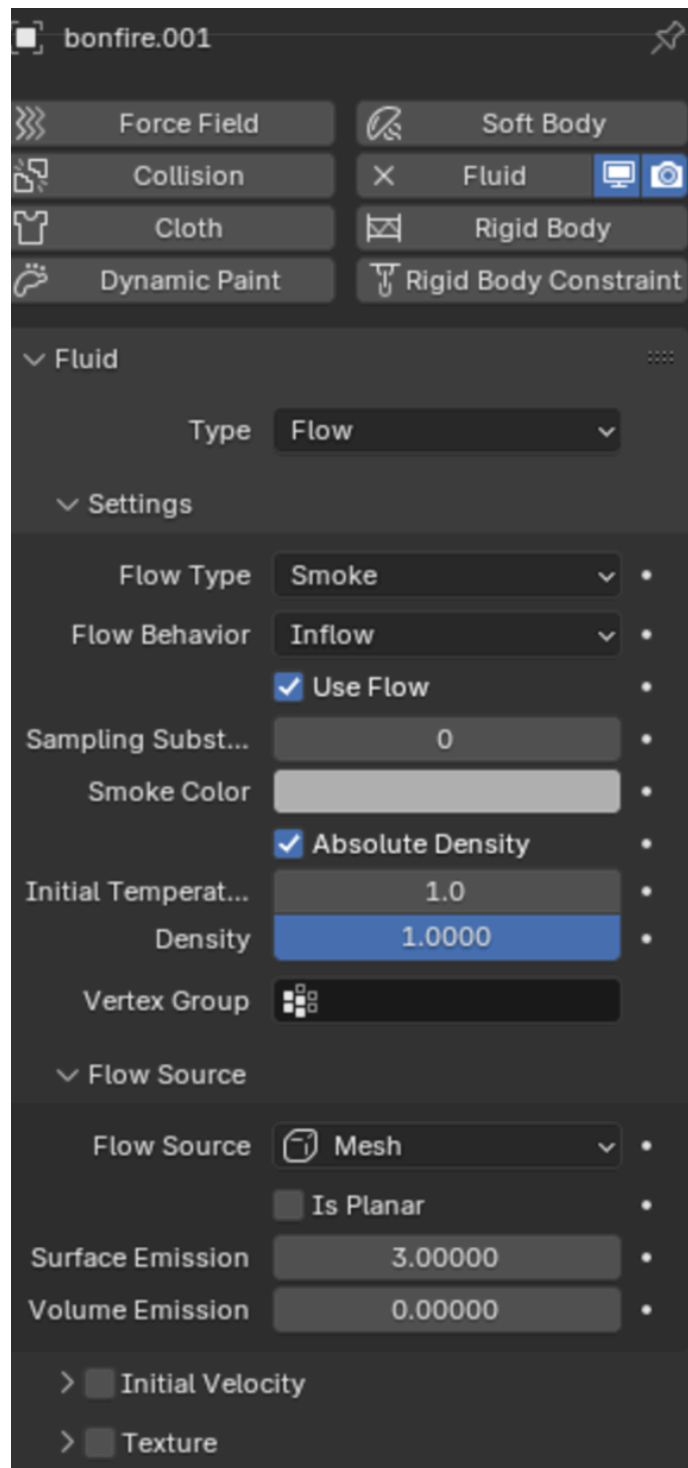 bonfire.001
Force Field Soft Body
Collision Fluid
Cloth Rigid Body
Dynamic Paint Rigid Body Constraint
Fluid
Type Flow
Settings
Flow Type Smoke
Flow Behavior Inflow
Use Flow
Sampling Subst... 0
Smoke Color
Absolute Density
Initial Temperat... 1.0
Density 1.0000
Vertex Group
Flow Source
Flow Source Mesh
Is Planar
Surface Emission 3.00000
Volume Emission 0.00000
Initial Velocity
Texture